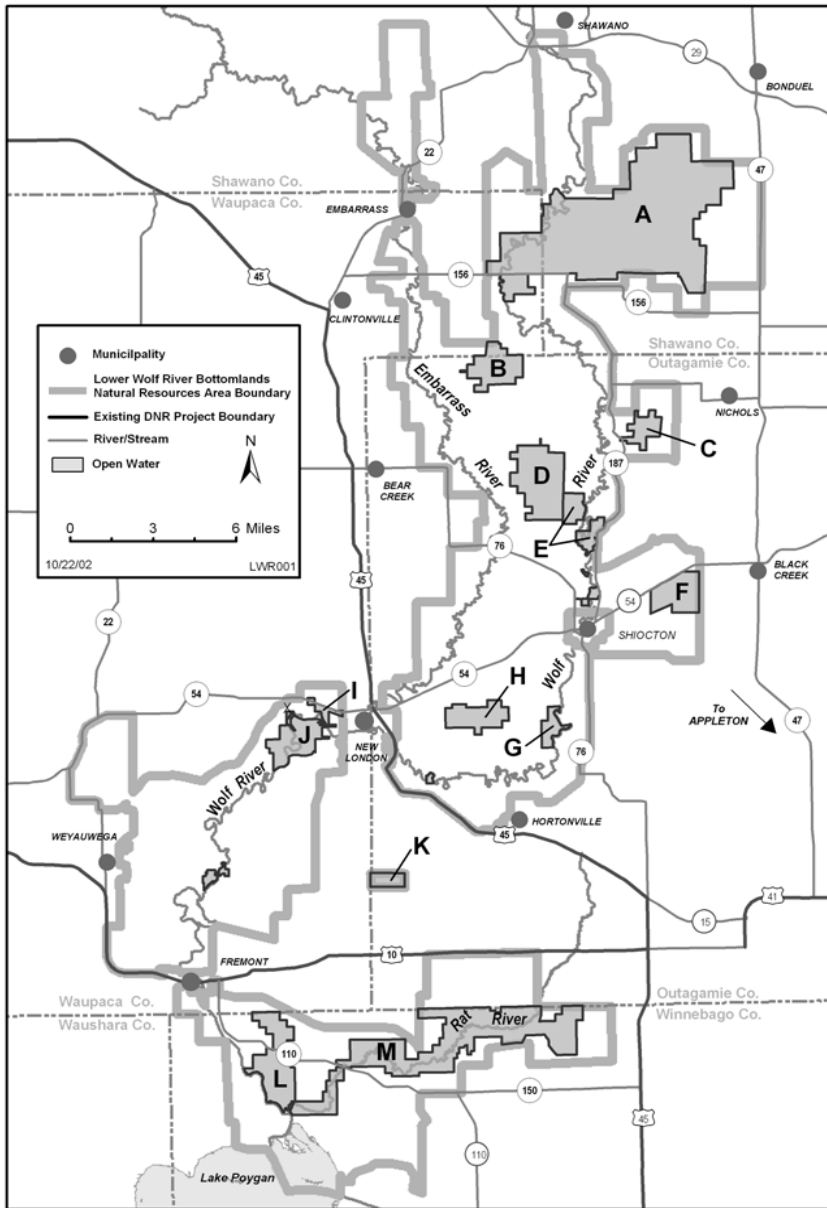 SHAWANO
29
BONDUEL
22
47
Shawano Co.
Waupaca Co.
A
EMBARRASS
45
156
156
CLINTONVILLE
Shawano Co.
Outagamie Co.
Municilpality
Lower Wolf River Bottomlands
Natural Resources Area Boundary
Existing DNR Project Boundary
River/Stream
N
Open Water
0 3 6 Miles
10/22/02 LWR001
B
Embarrass
River
NICHOLS
C
187
D
River
BEAR
CREEK
E
76
45
BLACK
CREEK
F
54
SHIOCTON
22
54
54
Wolf
H
I
J
To
APPLETON
47
NEW
LONDON
G
76
Wolf River
HORTONVILLE
45
WEYAUWEGA
K
41
15
10
FREMONT
Waupaca Co.
Waushara Co.
Outagamie Co.
Winnebago Co.
Rat
River
M
110
L
150
45
110
Lake Poygan